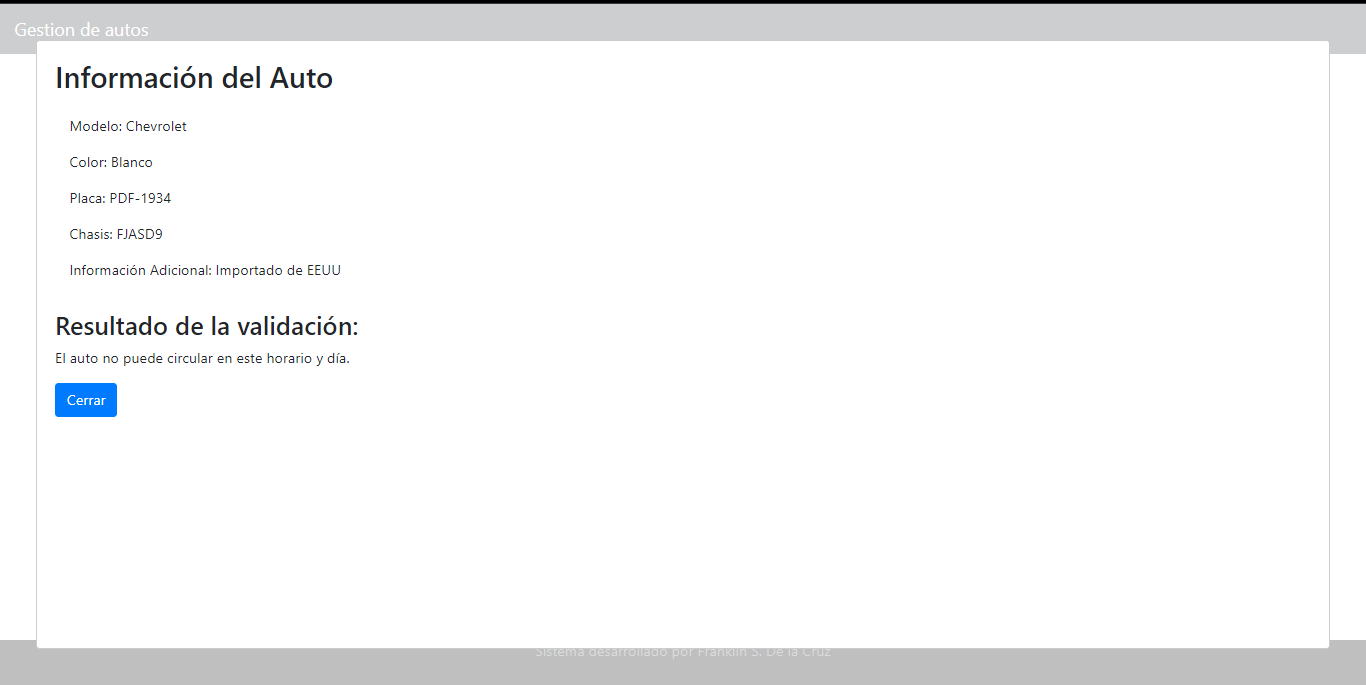 Gestion de autos
Información del Auto
Modelo: Chevrolet
Color: Blanco
Placa: PDF-1934
Chasis: FJASD9
Información Adicional: Importado de EEUU
Resultado de la validación:
El auto no puede circular en este horario y día.
Cerrar
Sistema desarrollado por Franklin S. De la Cruz